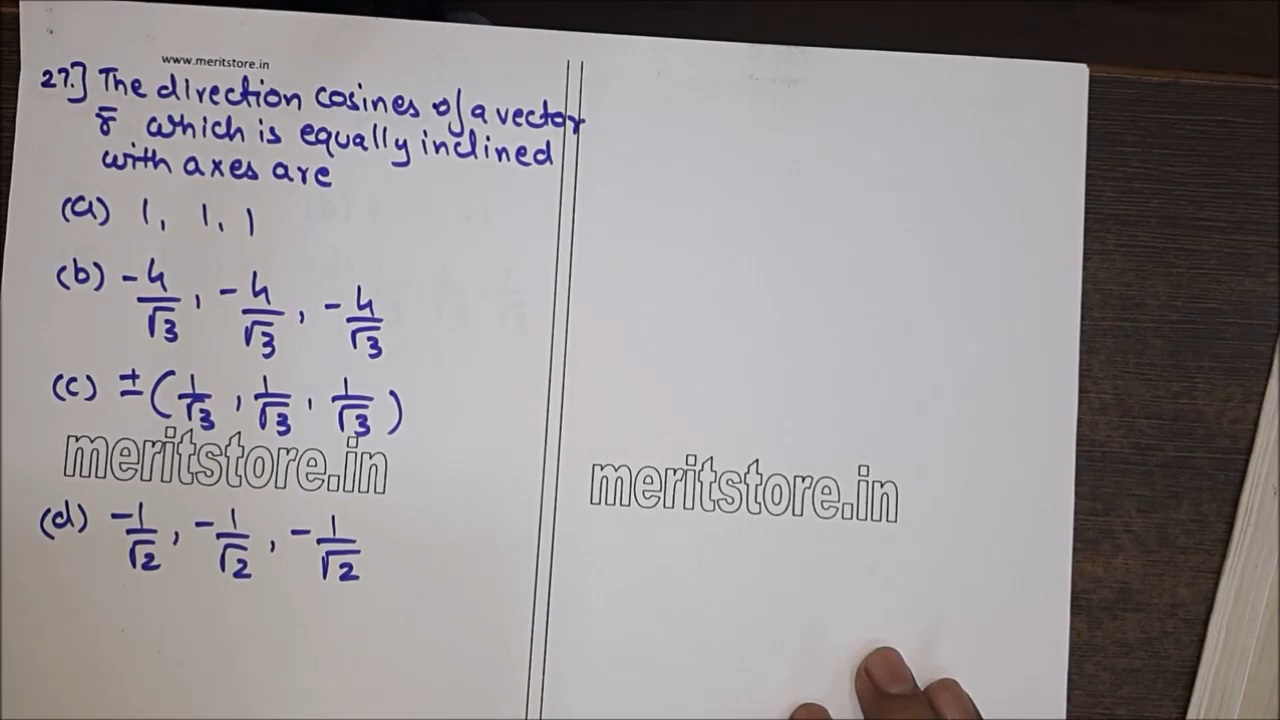 www.meritstore.in
27.] The direction cosines of a vector
r̄ which is equally inclined
with axes are
(a) 1, 1, 1
(b) -4/√3, -4/√3, -4/√3
(c) ±(1/√3, 1/√3, 1/√3)
meritstore.in
meritstore.in
(d) -1/√2, -1/√2, -1/√2